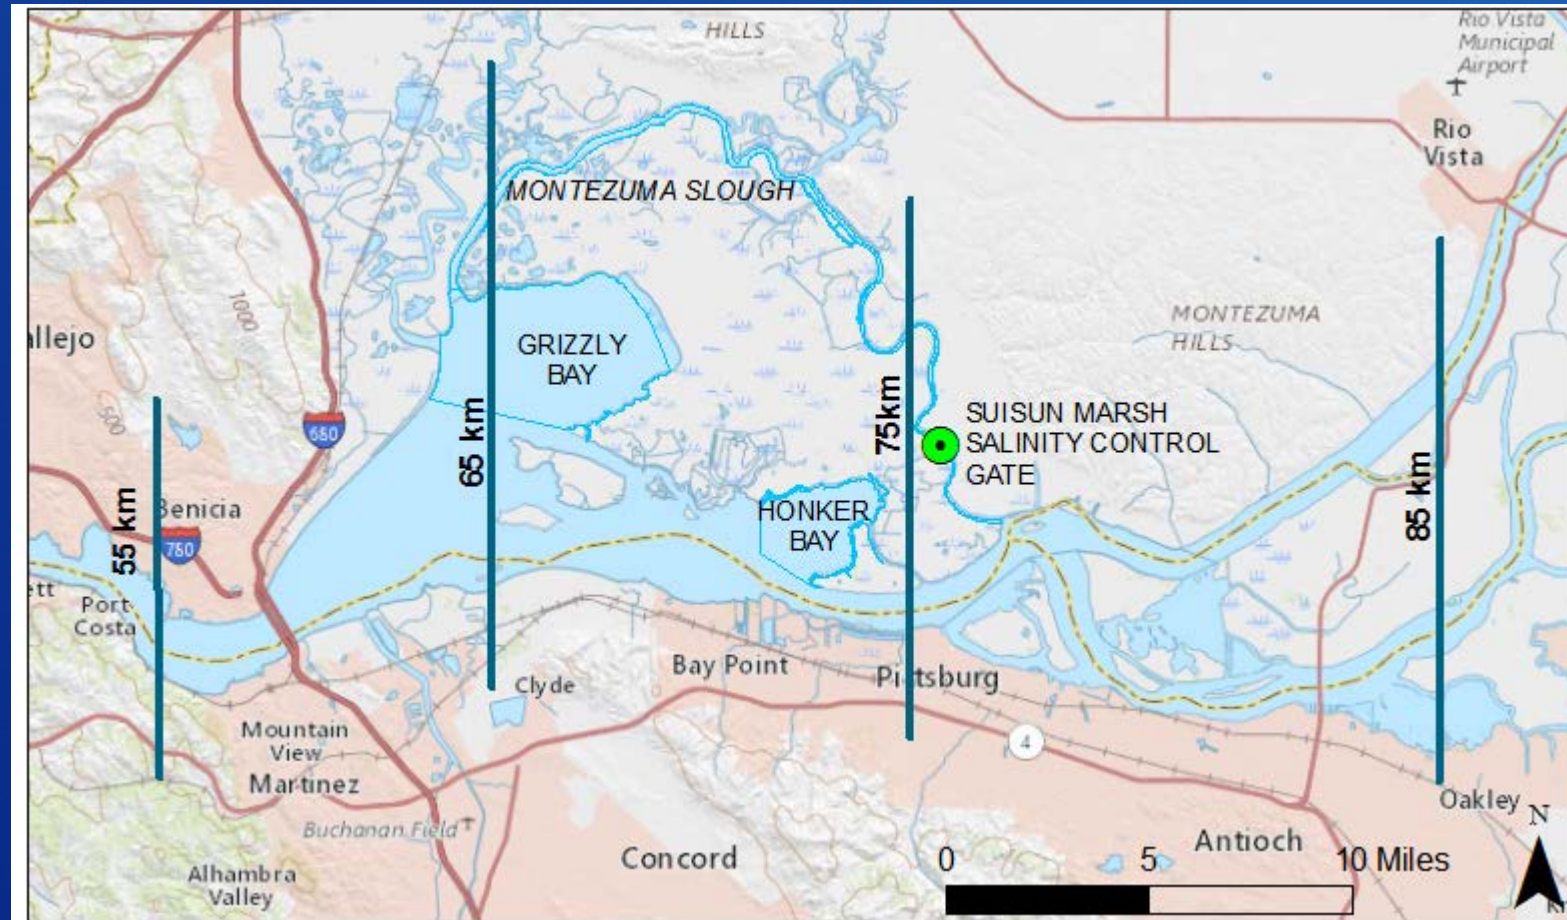 HILLS
Rio Vista
Municipal
Airport
Rio
Vista
MONTEZUMA SLOUGH
1000
MONTEZUMA
HILLS
allejo
GRIZZLY
BAY
500
680
65 km
75km
SUISUN MARSH
SALINITY CONTROL
GATE
55 km
Benicia
780
HONKER
BAY
85 km
ett
Port
Costa
Bay Point
Pittsburg
Clyde
Mountain
View
Martinez
4
Oakley
N
Buchanan Field
Concord
Antioch
0 5 10 Miles
Alhambra
Valley